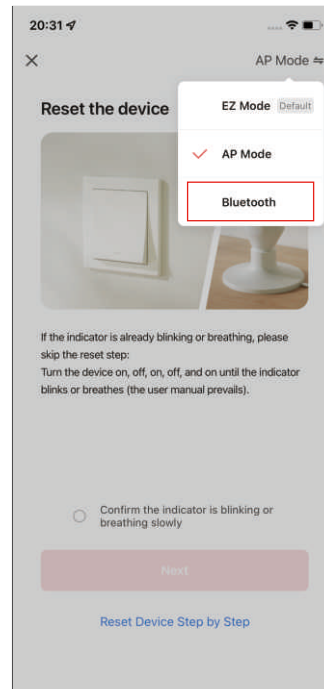 20:31
AP Mode
Reset the device
EZ Mode Default
AP Mode
Bluetooth
If the indicator is already blinking or breathing, please
skip the reset step:
Turn the device on, off, on, off, and on until the indicator
blinks or breathes (the user manual prevails).
Confirm the indicator is blinking or
breathing slowly
Next
Reset Device Step by Step